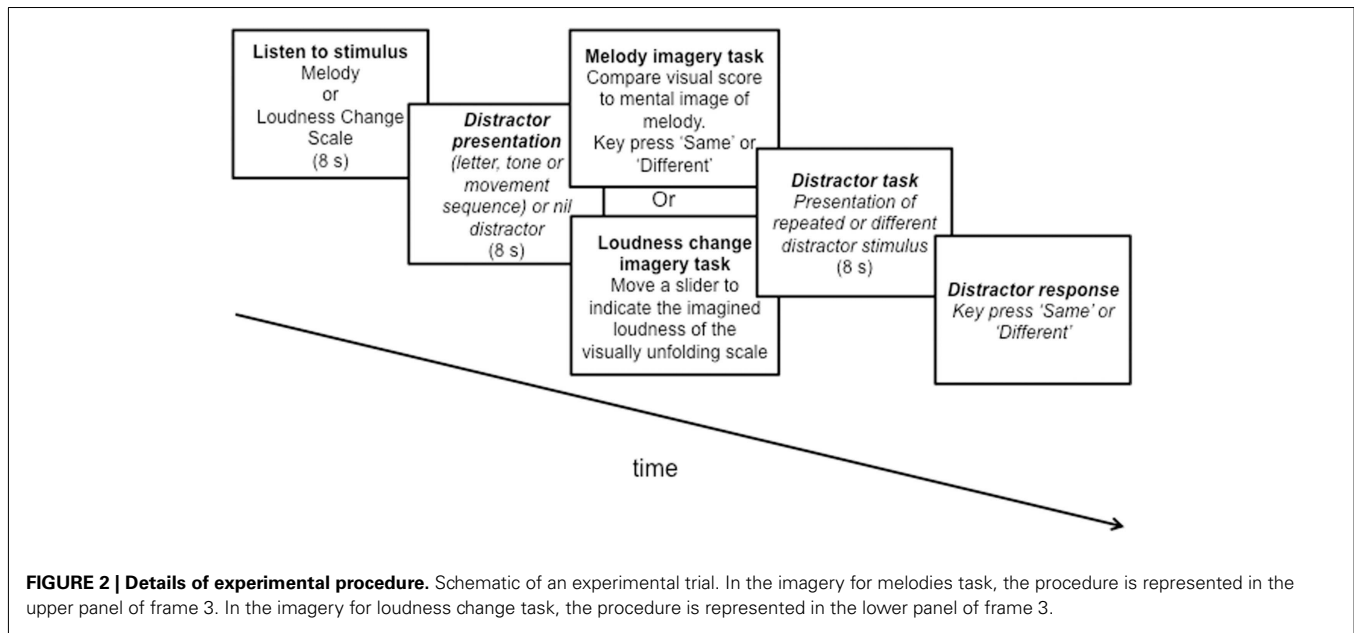 Listen to stimulus
Melody
or
Loudness Change
Scale
(8 s)
Distractor
presentation
(letter, tone or
movement
sequence) or nil
distractor
(8 s)
Melody imagery task
Compare visual score
to mental image of
melody.
Key press 'Same' or
'Different'
Or
Loudness change
imagery task
Move a slider to
indicate the imagined
loudness of the
visually unfolding scale
Distractor task
Presentation of
repeated or different
distractor stimulus
(8 s)
Distractor response
Key press 'Same' or
'Different'
time
FIGURE 2 | Details of experimental procedure. Schematic of an experimental trial. In the imagery for melodies task, the procedure is represented in the
upper panel of frame 3. In the imagery for loudness change task, the procedure is represented in the lower panel of frame 3.